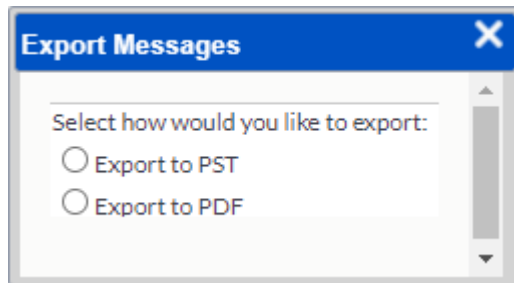 Export Messages
Select how would you like to export:
Export to PST
Export to PDF